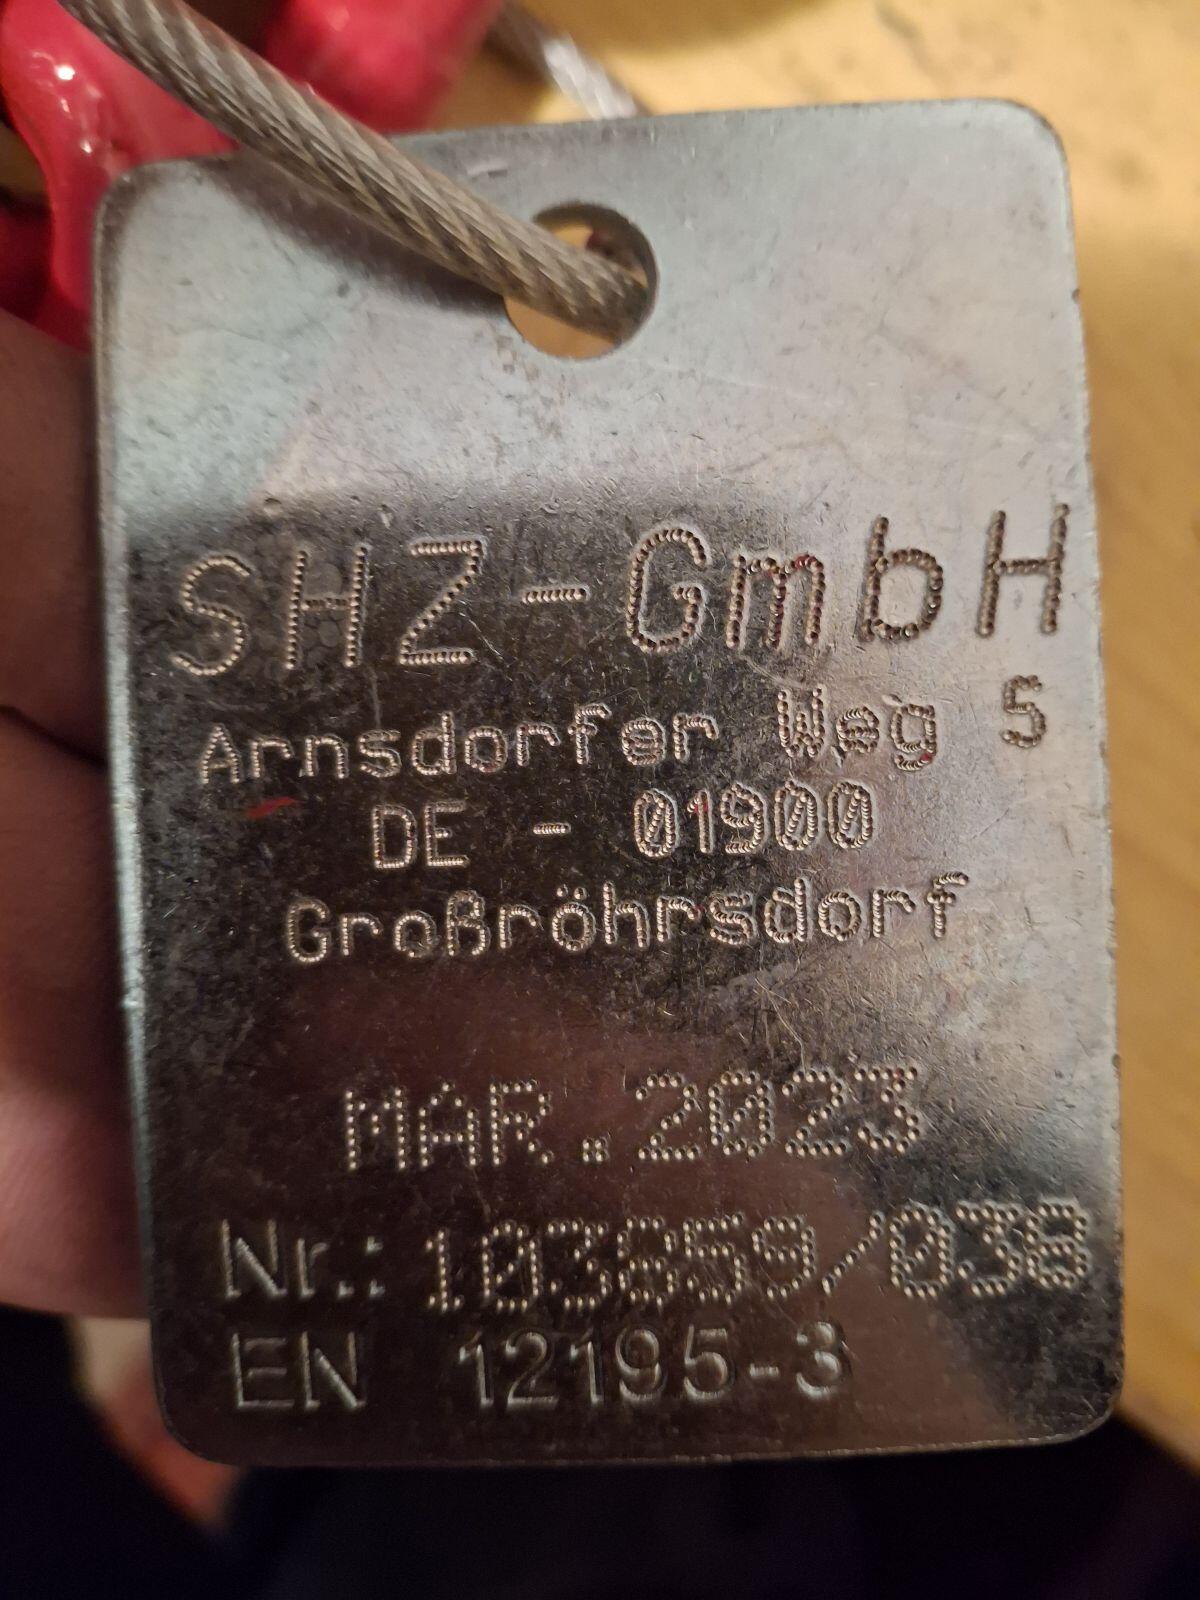 SHZ-GmbH
Arnsdorfer Weg 5
DE - 01900
Großröhrsdorf
MAR.2023
Nr.: 103659/038
EN 12195-3